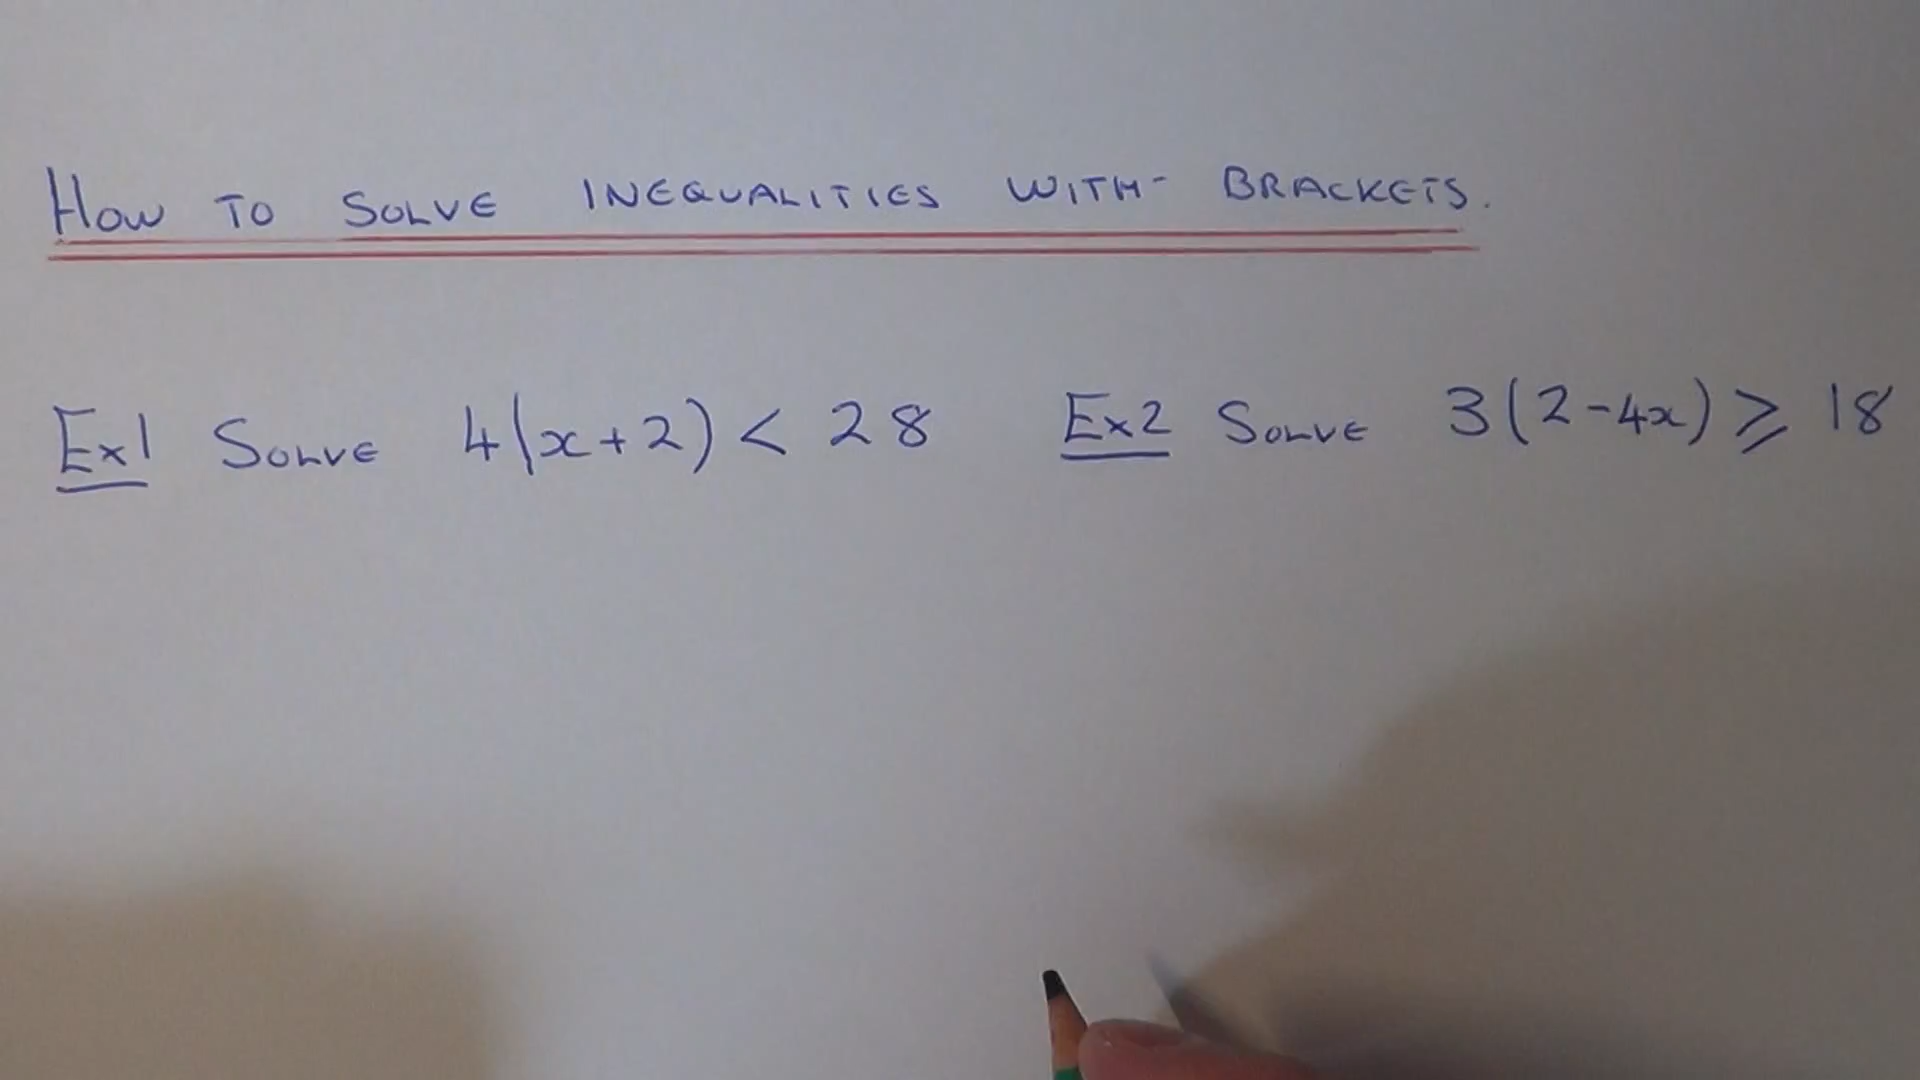 HOW TO SOLVE INEQUALITIES WITH BRACKETS.
Ex1 SOLVE 4(x+2) < 28
Ex2 SOLVE 3(2-4x) ⩾ 18